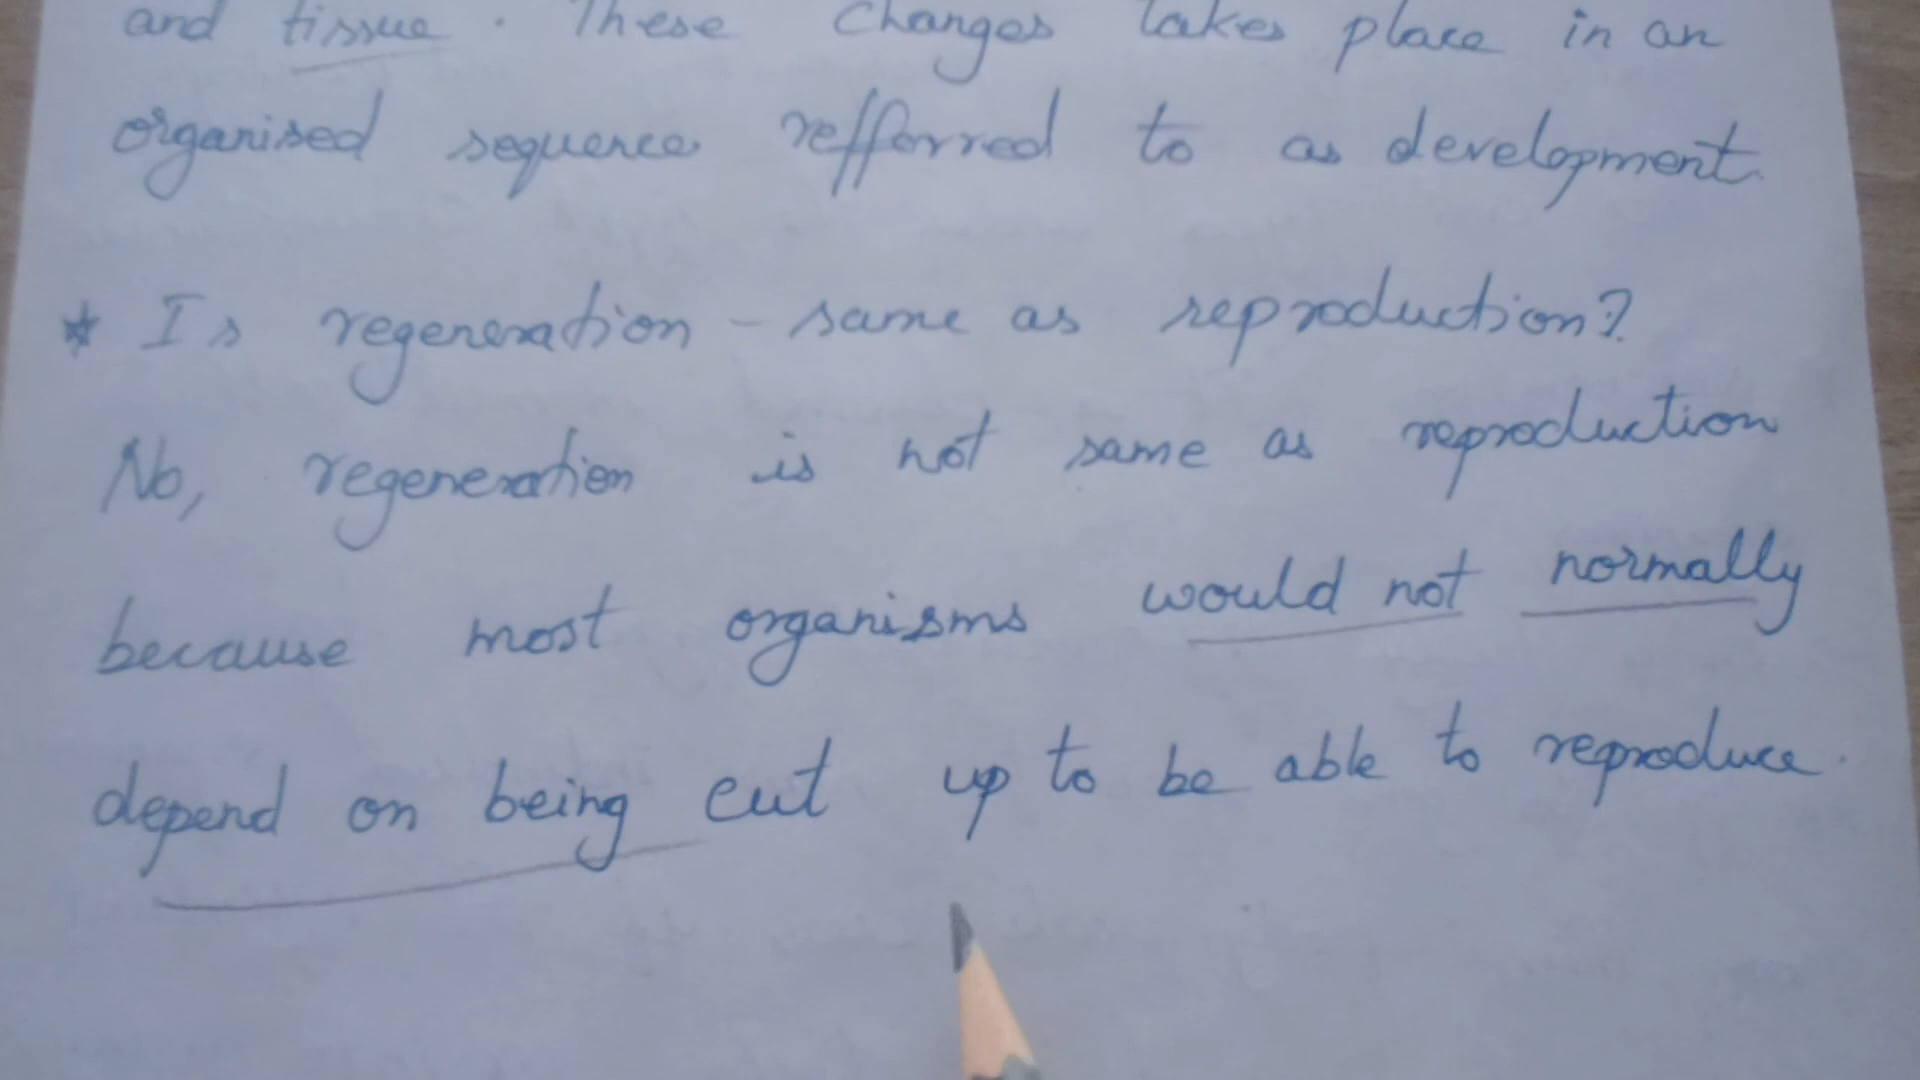 and tissue. These changes takes place in an
organised sequence refferred to as development.
* Is regeneration - same as reproduction?
No, regeneration is not same as reproduction
because most organisms would not normally
depend on being cut up to be able to reproduce.